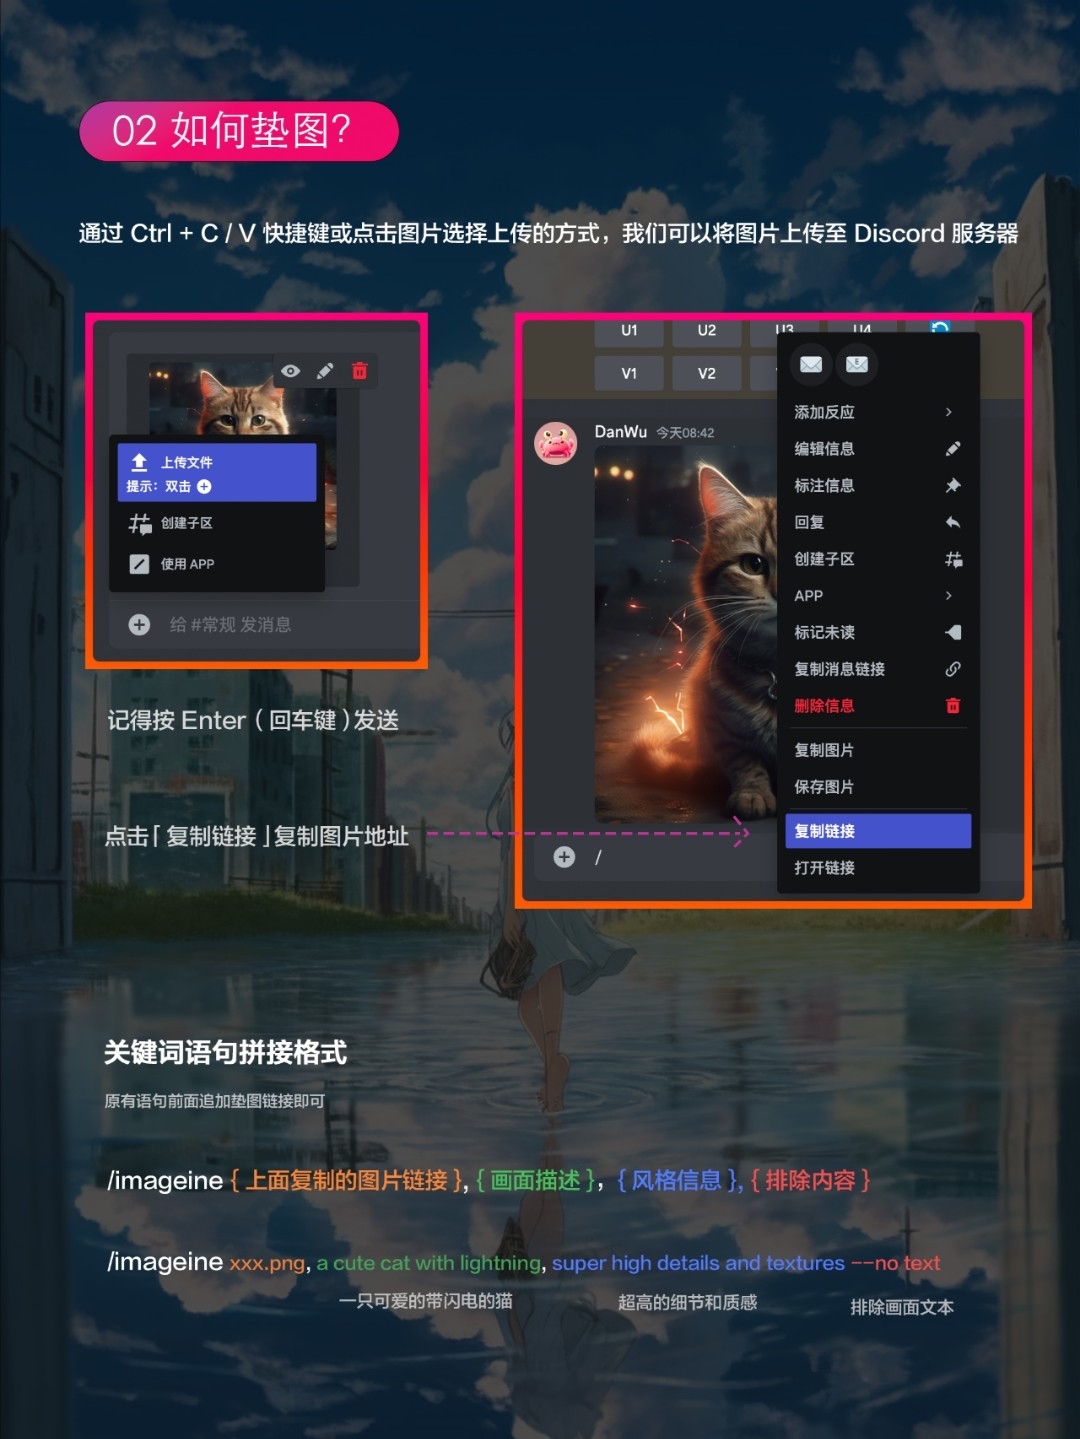 02 如何垫图?
通过 Ctrl + C / V 快捷键或点击图片选择上传的方式，我们可以将图片上传至 Discord 服务器
上传文件
提示：双击
创建子区
使用 APP
给 #常规 发消息
记得按 Enter（回车键）发送
点击「复制链接」复制图片地址
U1 U2 U3 U4
V1 V2
DanWu 今天08:42
/
添加反应
编辑信息
标注信息
回复
创建子区
APP
标记未读
复制消息链接
删除信息
复制图片
保存图片
复制链接
打开链接
关键词语句拼接格式
原有语句前面追加垫图链接即可
/imageine { 上面复制的图片链接 }, { 画面描述 }， { 风格信息 }, { 排除内容 }
/imageine xxx.png, a cute cat with lightning, super high details and textures --no text
一只可爱的带闪电的猫 超高的细节和质感 排除画面文本